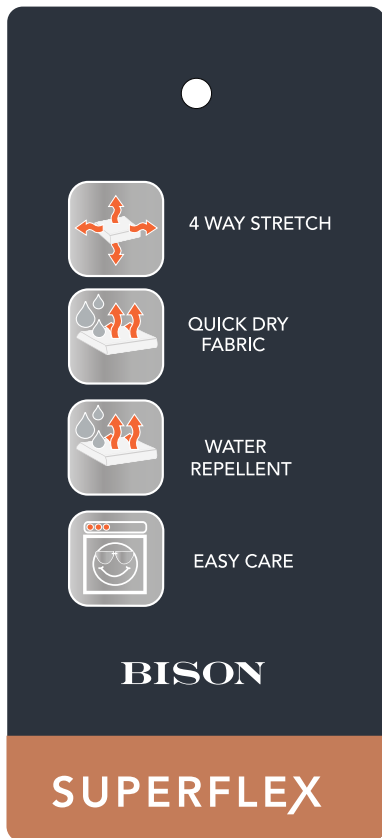 4 WAY STRETCH
QUICK DRY
FABRIC
WATER
REPELLENT
EASY CARE
BISON
SUPERFLEX